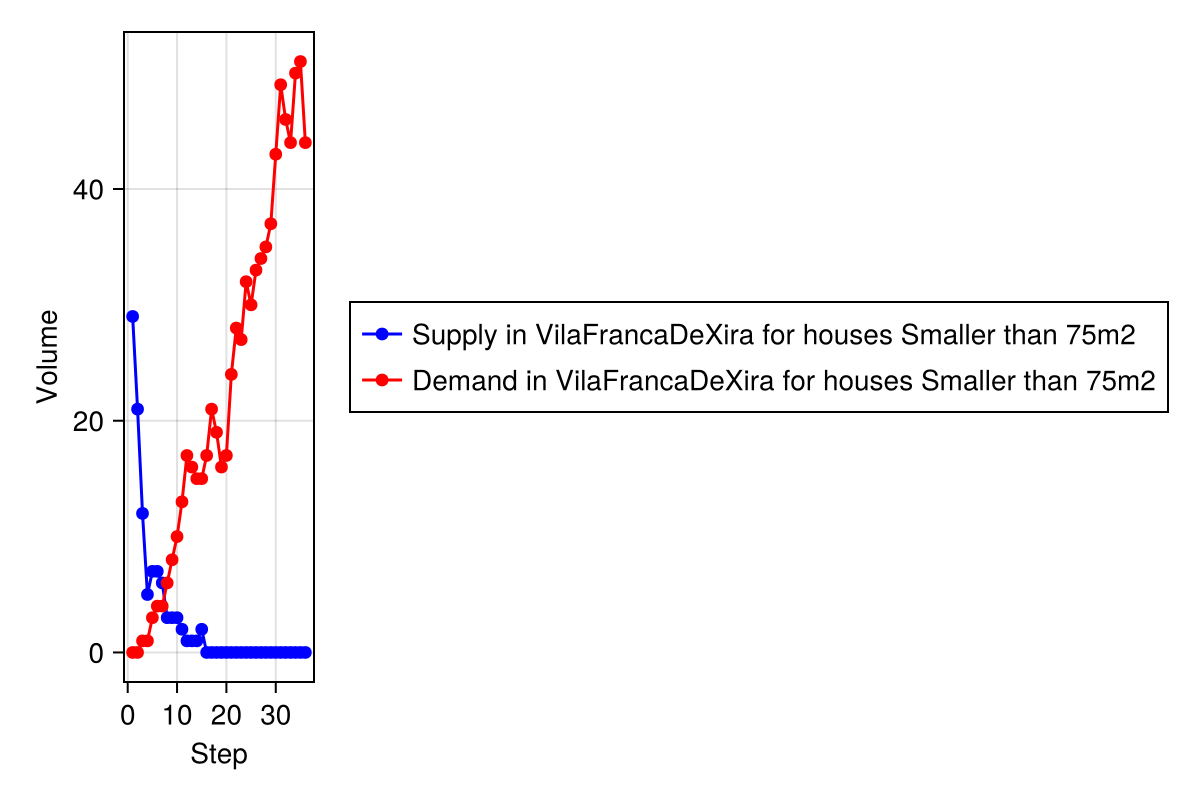 40
20
0
Volume
0 10 20 30
Step
Supply in VilaFrancaDeXira for houses Smaller than 75m2
Demand in VilaFrancaDeXira for houses Smaller than 75m2